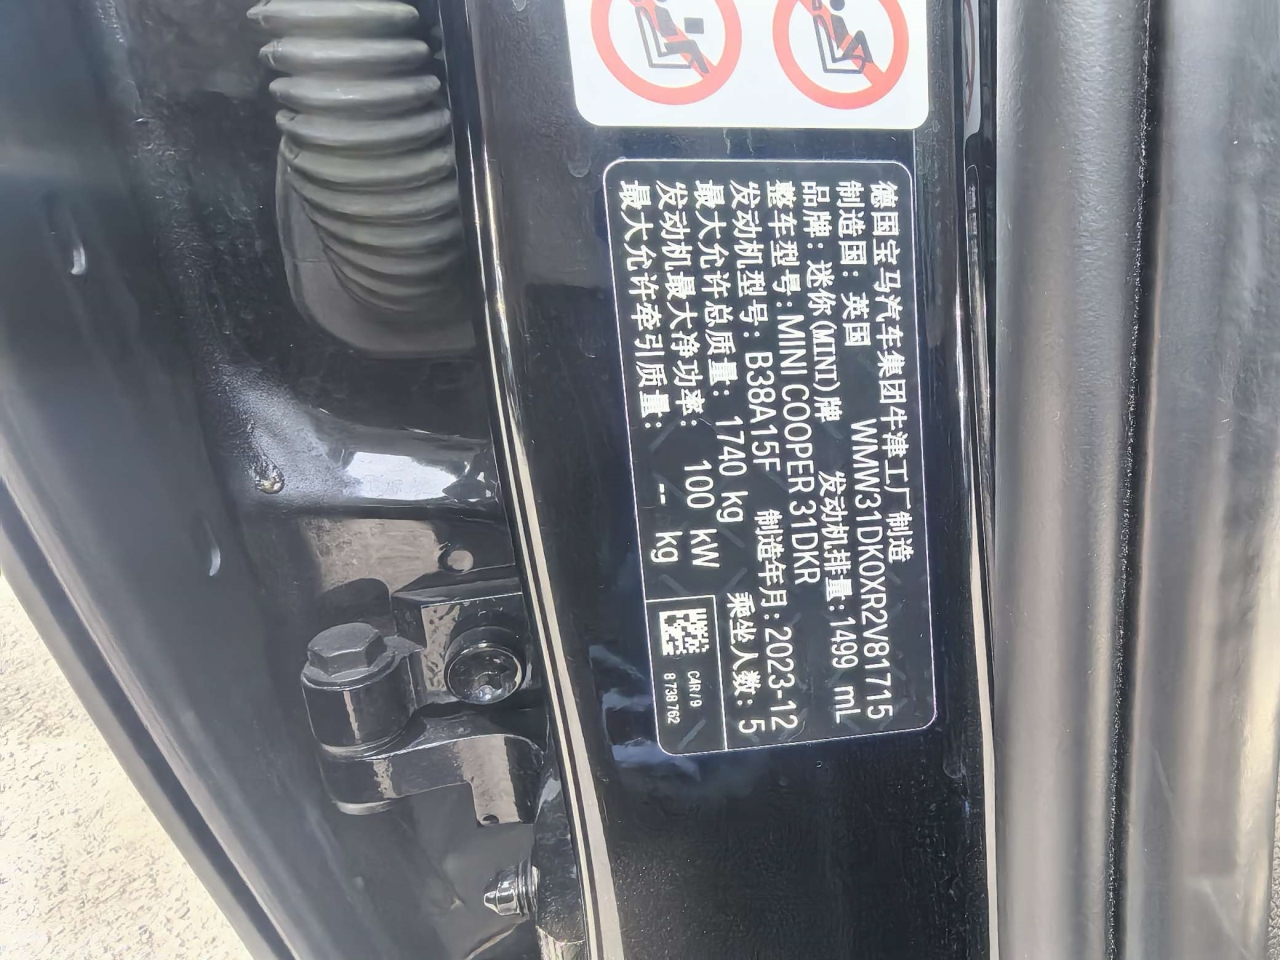 德国宝马汽车集团牛津工厂制造
制造国：英国 WMW31DK0XR2V81715
品牌：迷你(MINI)牌 发动机排量:1499 mL
整车型号:MINI COOPER 31DKR
发动机型号：B38A15F 制造年月:2023-12
最大允许总质量：1740 kg 乘坐人数：5
发动机最大净功率： 100 kW
最大允许牵引质量： -- kg
C4R/9
8 738 762